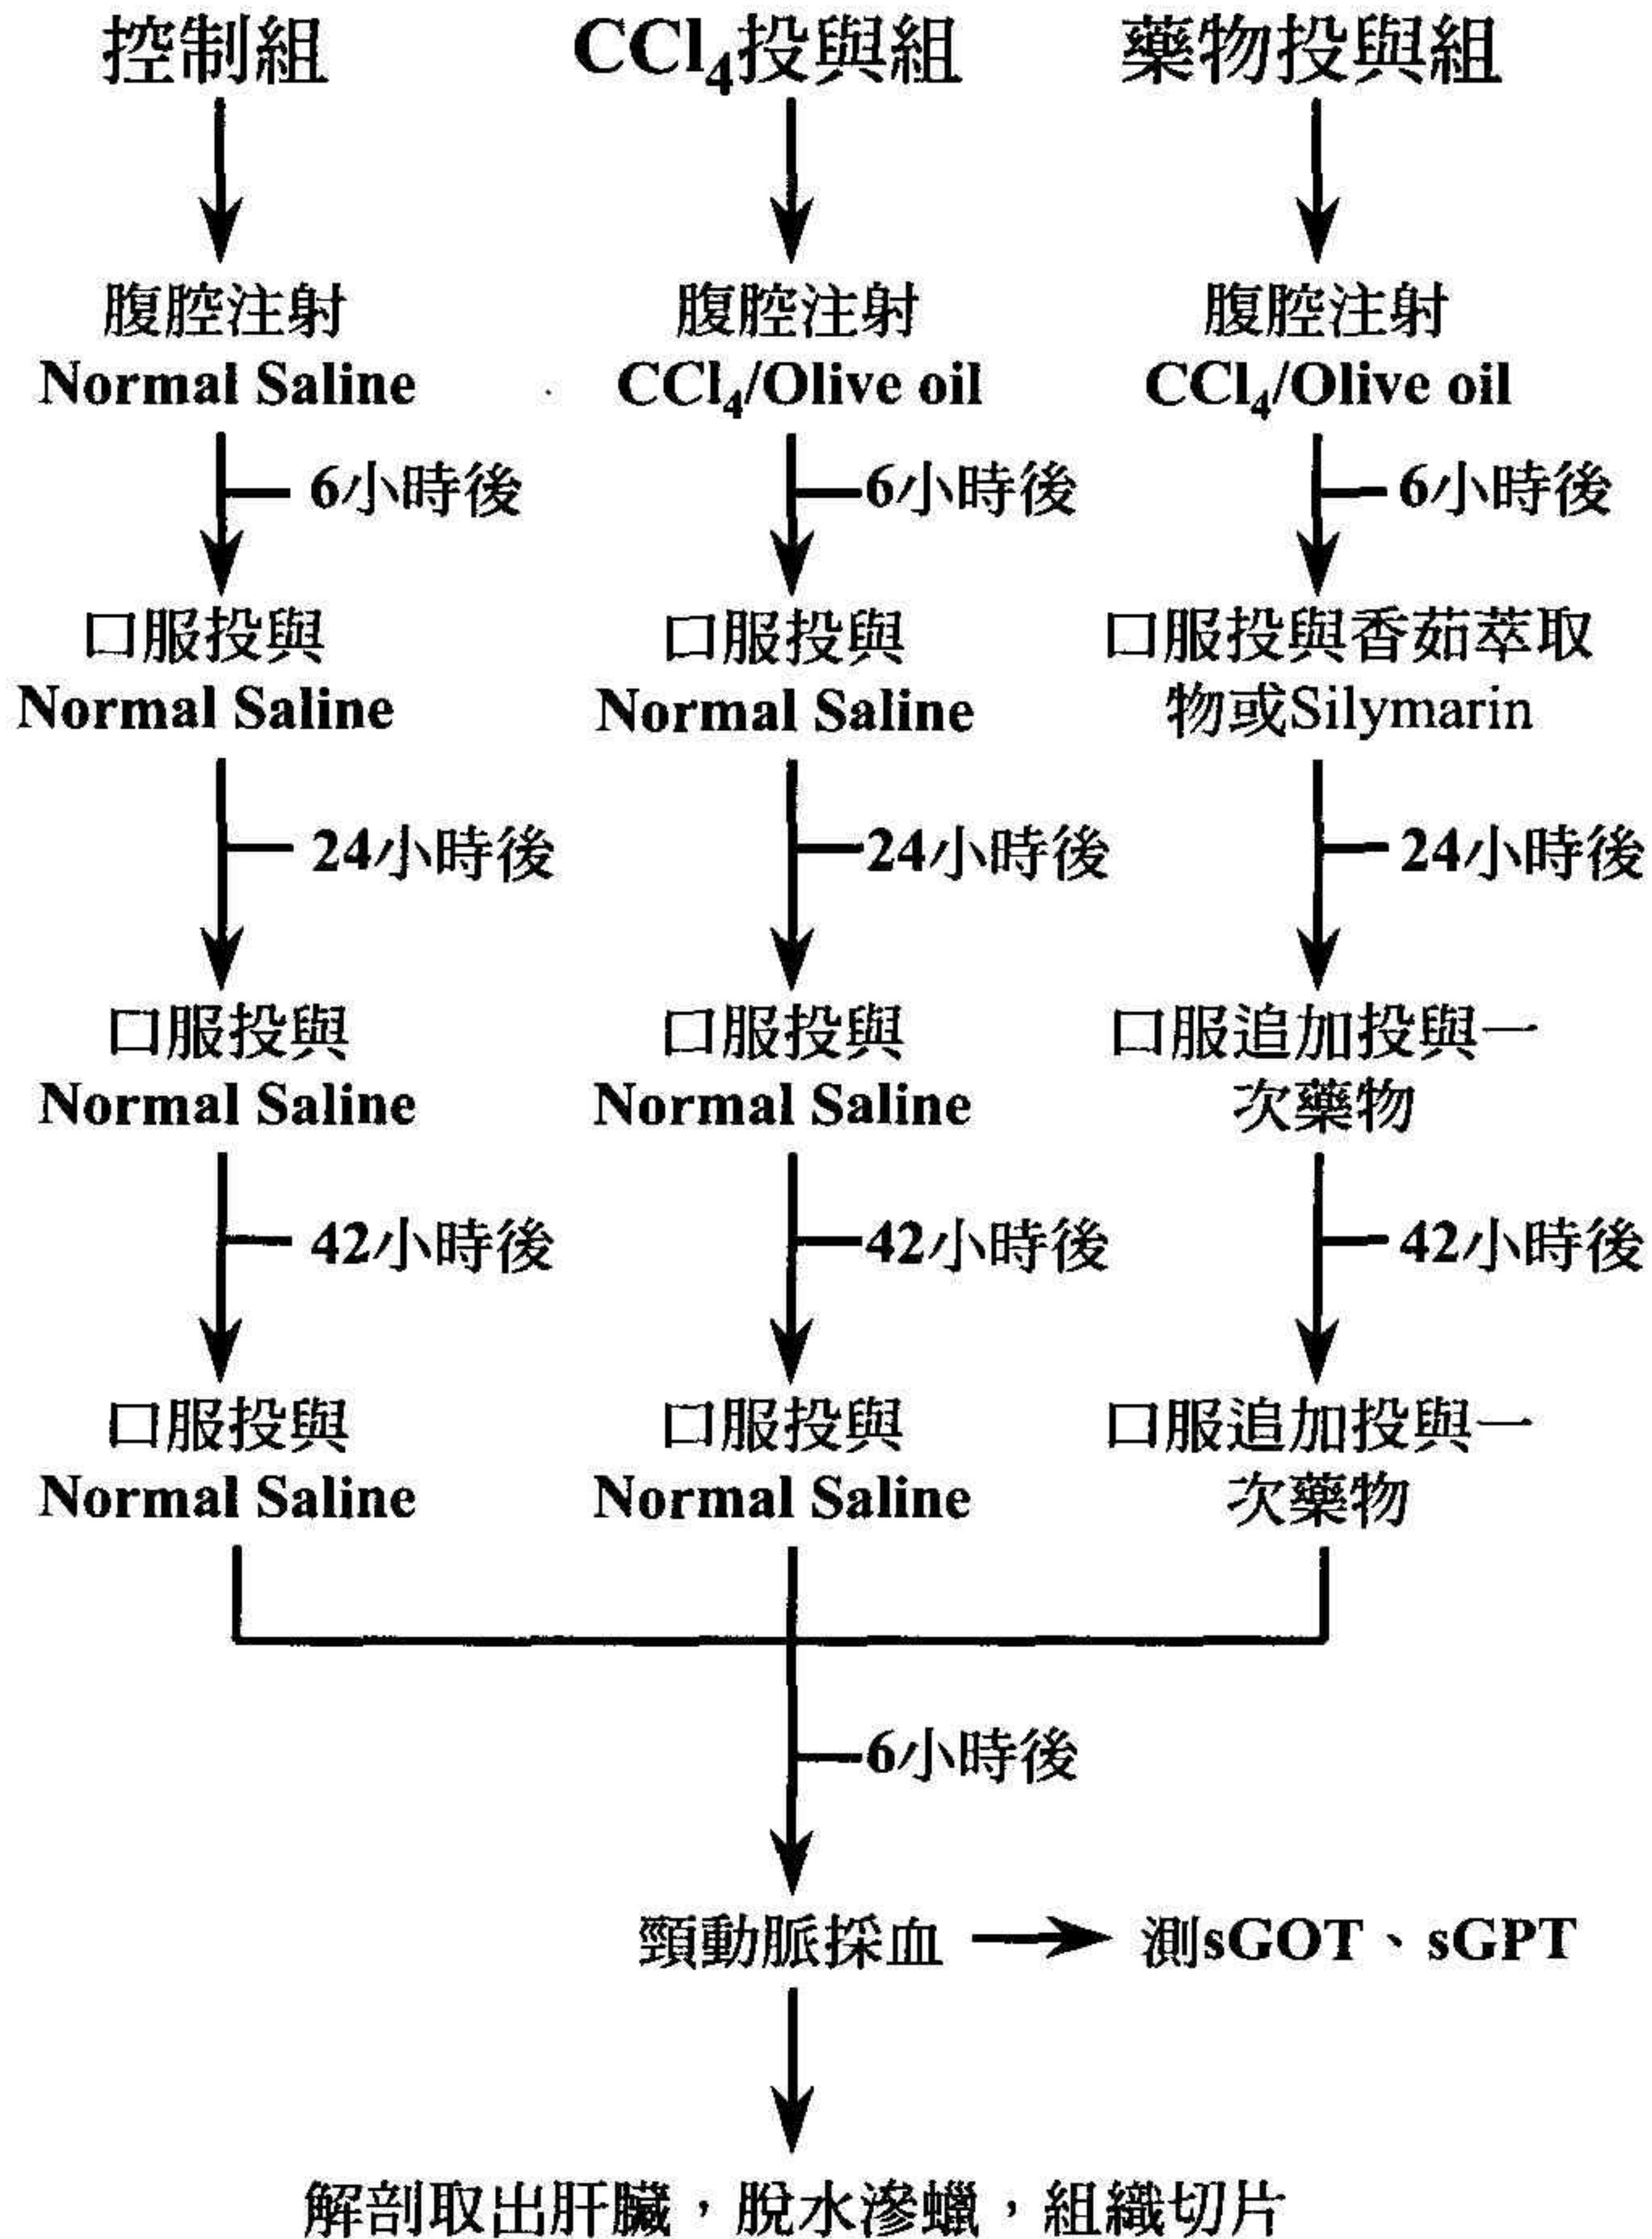 控制組
CCl4投與組
藥物投與組
腹腔注射
Normal Saline
腹腔注射
CCl4/Olive oil
腹腔注射
CCl4/Olive oil
6小時後
6小時後
6小時後
口服投與
Normal Saline
口服投與
Normal Saline
口服投與香茹萃取
物或Silymarin
24小時後
24小時後
24小時後
口服投與
Normal Saline
口服投與
Normal Saline
口服追加投與一
次藥物
42小時後
42小時後
42小時後
口服投與
Normal Saline
口服投與
Normal Saline
口服追加投與一
次藥物
6小時後
頸動脈採血
測sGOT、sGPT
解剖取出肝臟，脫水滲蠟，組織切片